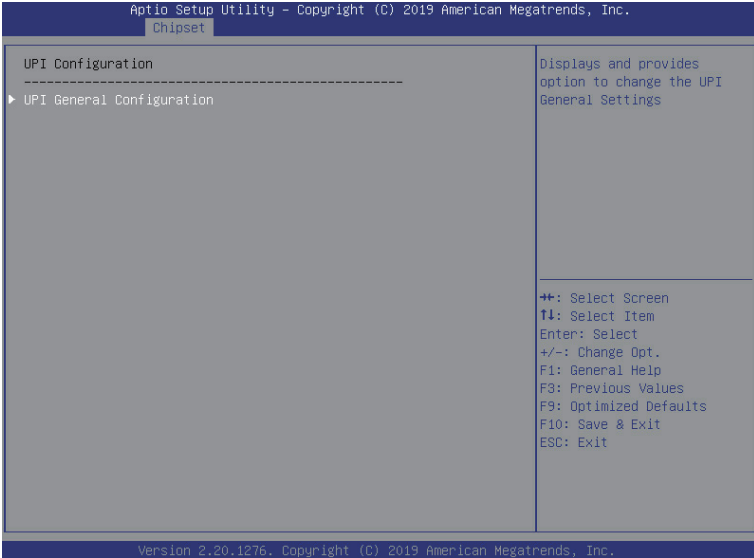 Aptio Setup Utility – Copyright (C) 2019 American Megatrends, Inc.
Chipset
UPI Configuration
------------------------------------------------
▶ UPI General Configuration
Displays and provides
option to change the UPI
General Settings
→←: Select Screen
↑↓: Select Item
Enter: Select
+/-: Change Opt.
F1: General Help
F3: Previous Values
F9: Optimized Defaults
F10: Save & Exit
ESC: Exit
Version 2.20.1276. Copyright (C) 2019 American Megatrends, Inc.